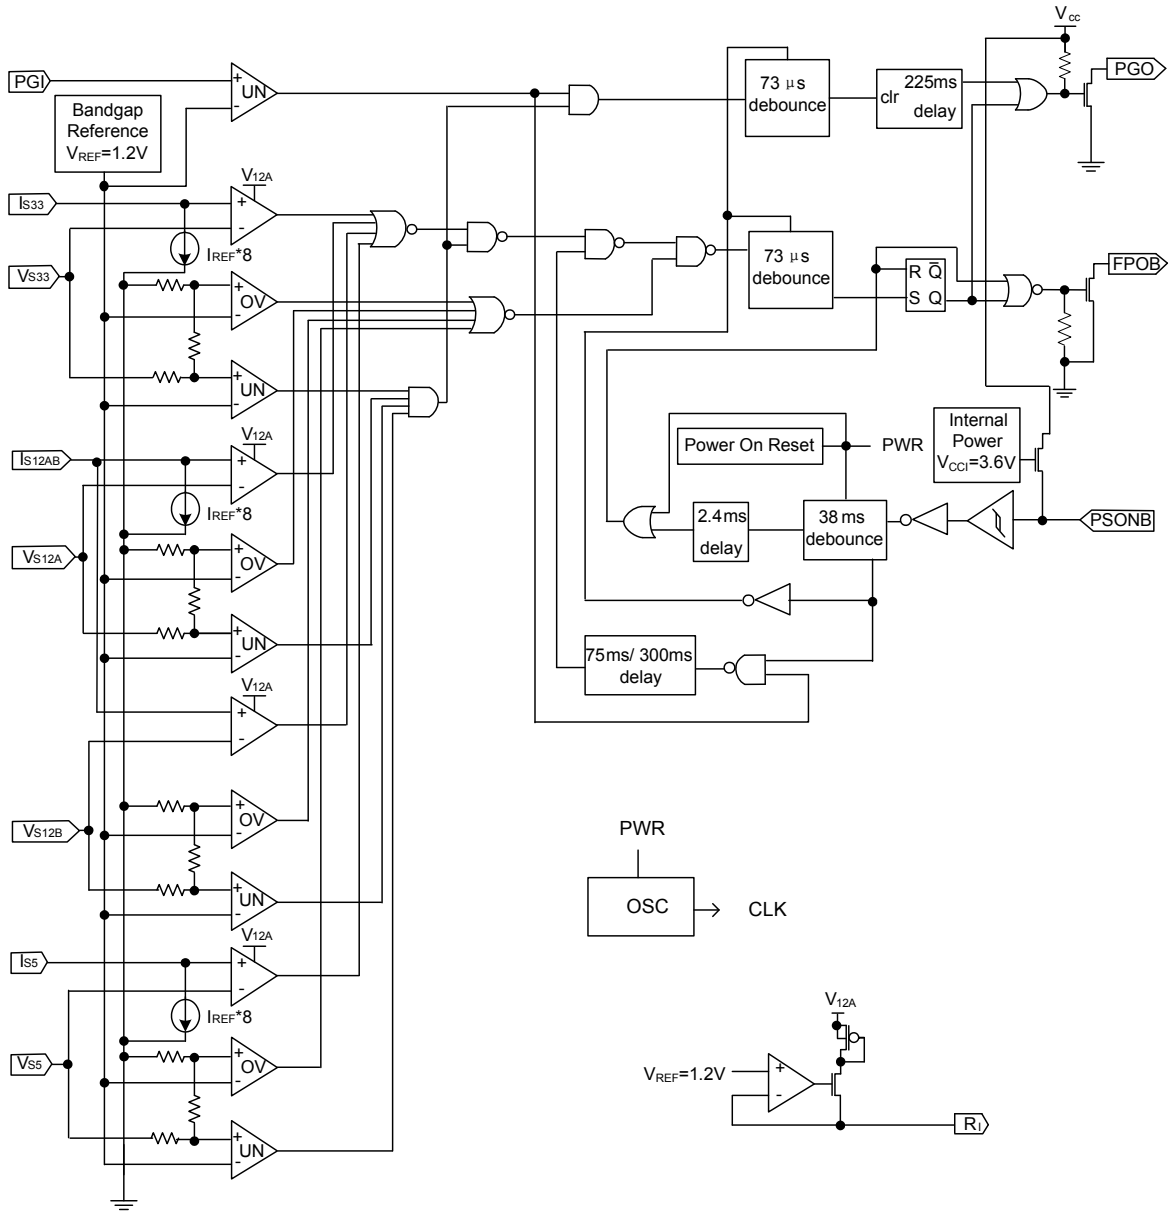 Vcc
PGI
+
-
UN
73 μs
debounce
clr
225ms
delay
PGO
Bandgap
Reference
VREF=1.2V
V12A
IS33
+
-
IREF*8
VS33
+
-
OV
73 μs
debounce
R Q̅
S Q
FPOB
+
-
UN
V12A
IS12AB
+
-
IREF*8
Power On Reset
PWR
Internal
Power
VCCI=3.6V
2.4ms
delay
38ms
debounce
PSONB
VS12A
+
-
OV
+
-
UN
75ms/ 300ms
delay
V12A
+
-
VS12B
+
-
OV
PWR
OSC
CLK
+
-
UN
V12A
IS5
+
-
IREF*8
VS5
+
-
OV
V12A
VREF=1.2V
+
-
RI
+
-
UN